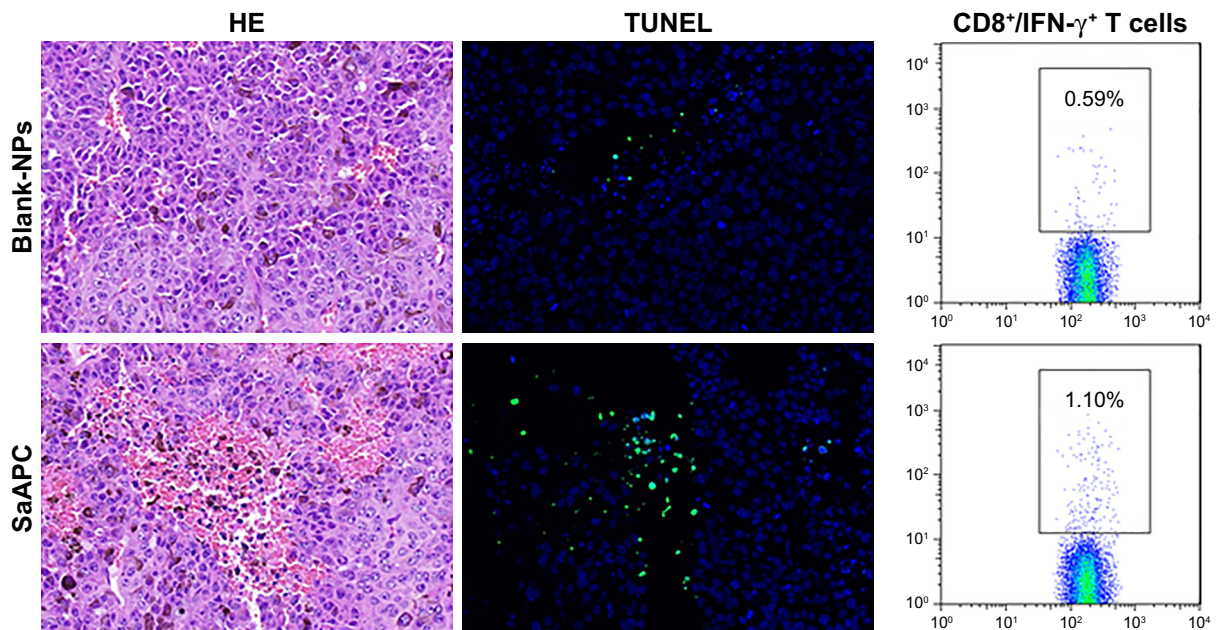 HE TUNEL CD8⁺/IFN-γ⁺ T cells
Blank-NPs
10⁴
10³
10²
10¹
10⁰
0.59%
10⁰ 10¹ 10² 10³ 10⁴
SaAPC
10⁴
10³
10²
10¹
10⁰
1.10%
10⁰ 10¹ 10² 10³ 10⁴